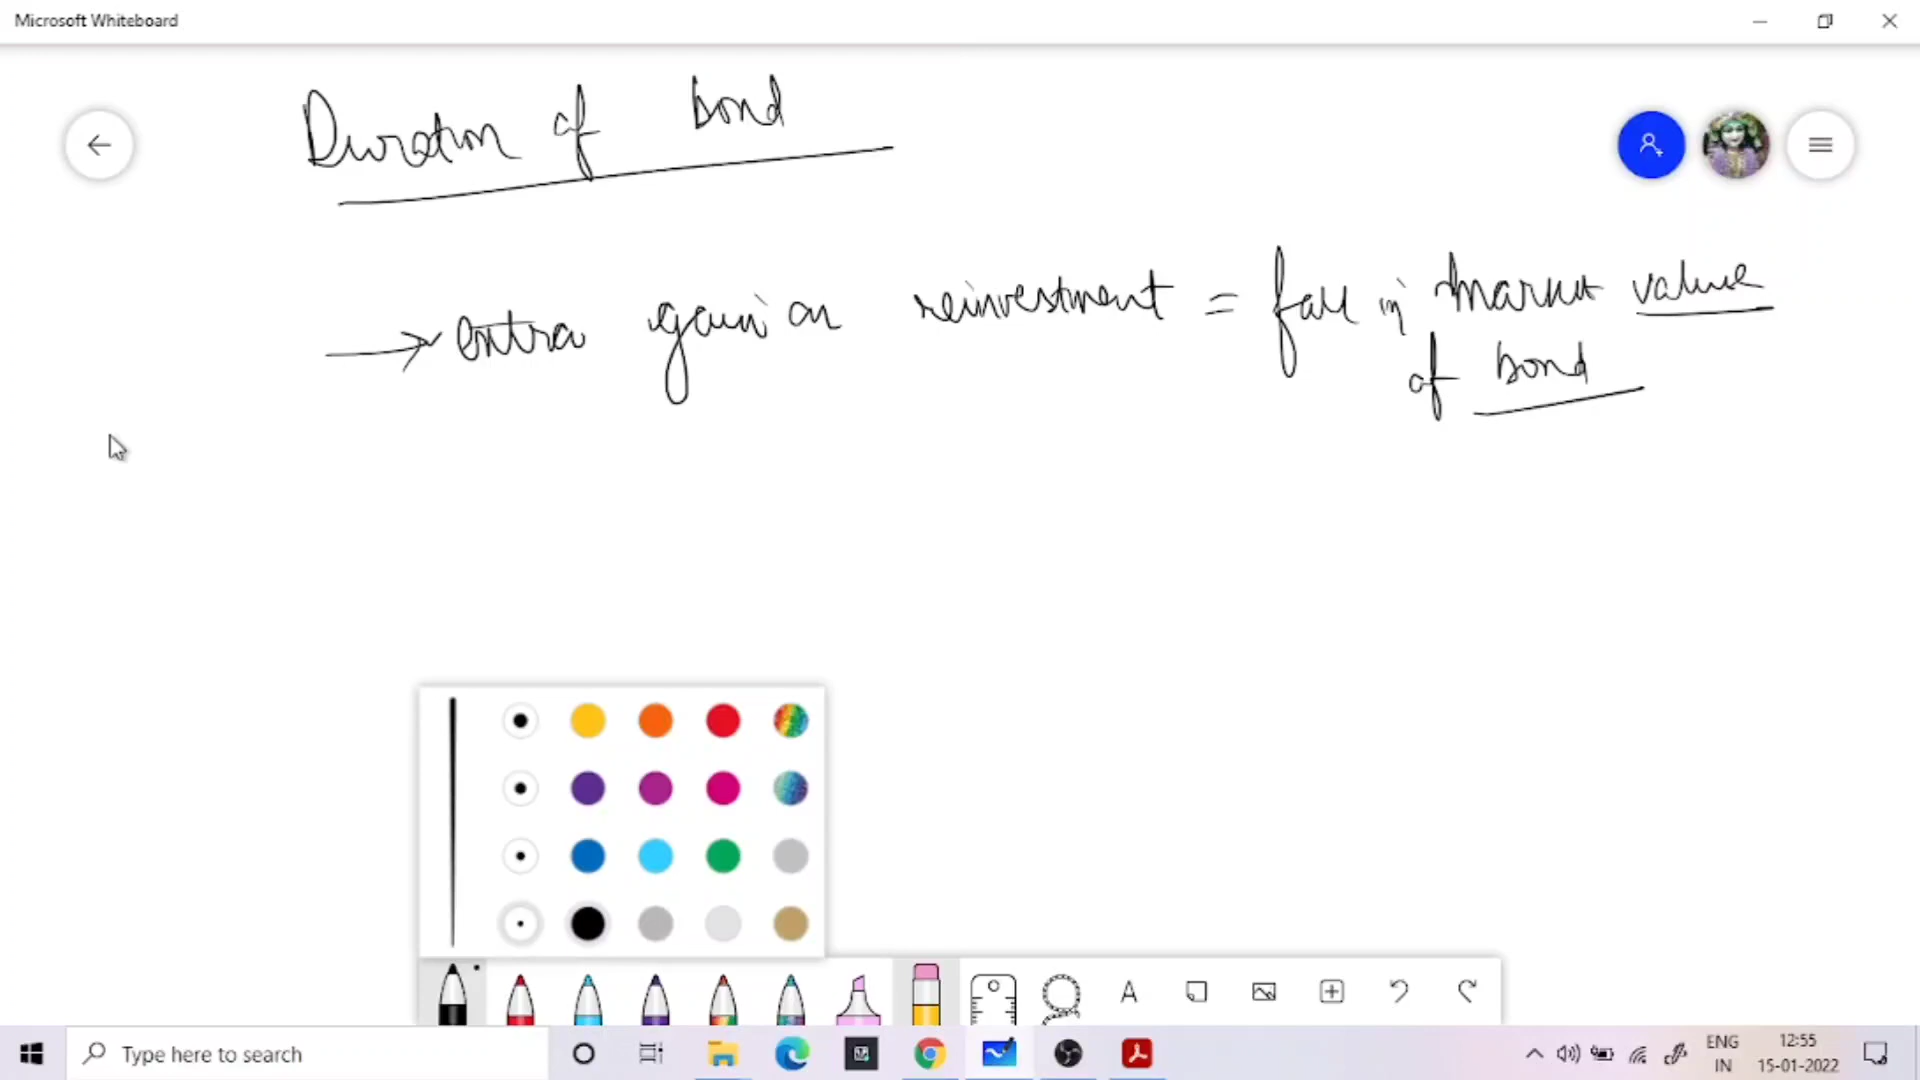 Microsoft Whiteboard
Duration of bond
→ extra gain on reinvestment = fall in market value
of bond
A
Type here to search
ENG
IN
12:55
15-01-2022